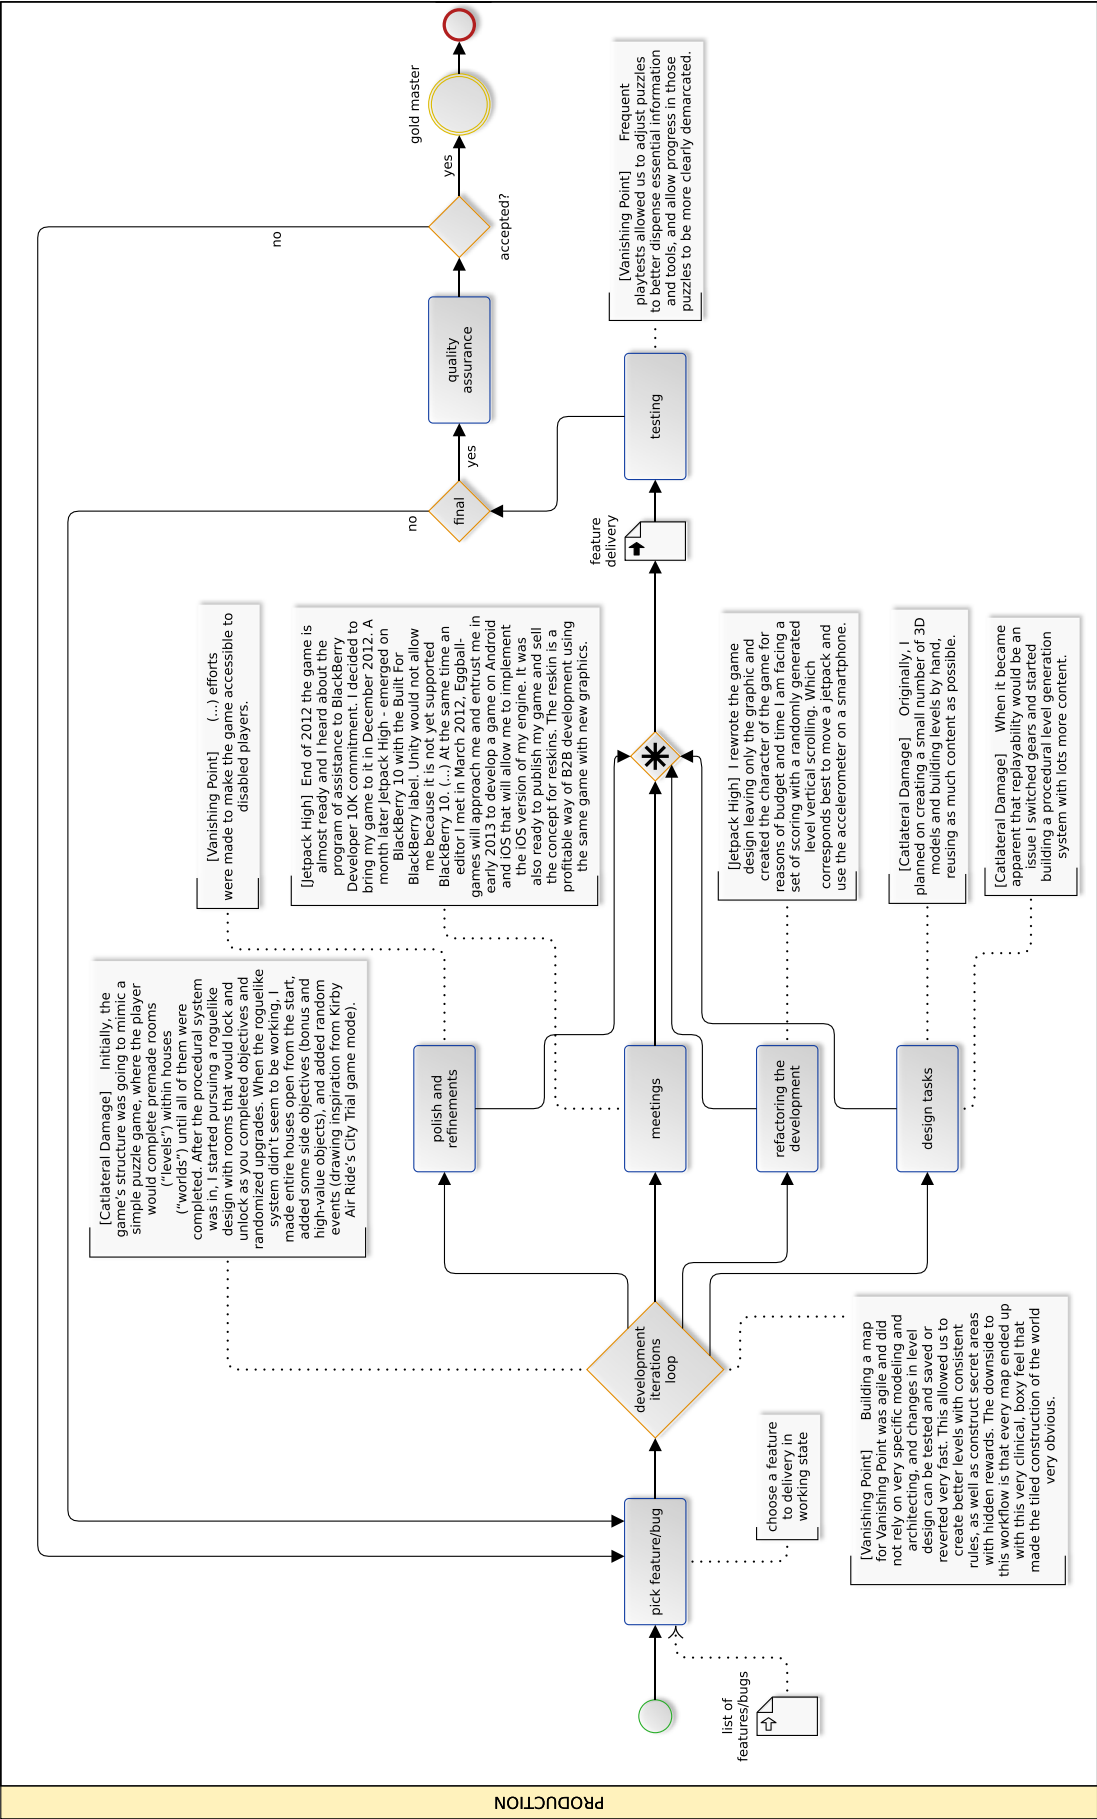 PRODUCTION
list of
features/bugs
pick feature/bug
choose a feature
to delivery in
working state
development
iterations
loop
[Vanishing Point] Building a map
for Vanishing Point was agile and did
not rely on very specific modeling and
architecting, and changes in level
design can be tested and saved or
reverted very fast. This allowed us to
create better levels with consistent
rules, as well as construct secret areas
with hidden rewards. The downside to
this workflow is that every map ended up
with this very clinical, boxy feel that
made the tiled construction of the world
very obvious.
[Catlateral Damage] Initially, the
game’s structure was going to mimic a
simple puzzle game, where the player
would complete premade rooms
(“levels”) within houses
(“worlds”) until all of them were
completed. After the procedural system
was in, I started pursuing a roguelike
design with rooms that would lock and
unlock as you completed objectives and
randomized upgrades. When the roguelike
system didn’t seem to be working, I
made entire houses open from the start,
added some side objectives (bonus and
high-value objects), and added random
events (drawing inspiration from Kirby
Air Ride’s City Trial game mode).
polish and
refinements
meetings
refactoring the
development
design tasks
[Vanishing Point] (...) efforts
were made to make the game accessible to
disabled players.
[Jetpack High] End of 2012 the game is
almost ready and I heard about the
program of assistance to BlackBerry
Developer 10K commitment. I decided to
bring my game to it in December 2012. A
month later Jetpack High - emerged on
BlackBerry 10 with the Built For
BlackBerry label. Unity would not allow
me because it is not yet supported
BlackBerry 10. (...) At the same time an
editor I met in March 2012, Eggball-
games will approach me and entrust me in
early 2013 to develop a game on Android
and iOS that will allow me to implement
the iOS version of my engine. It was
also ready to publish my game and sell
the concept for reskins. The reskin is a
profitable way of B2B development using
the same game with new graphics.
[Jetpack High] I rewrote the game
design leaving only the graphic and
created the character of the game for
reasons of budget and time I am facing a
set of scoring with a randomly generated
level vertical scrolling. Which
corresponds best to move a jetpack and
use the accelerometer on a smartphone.
[Catlateral Damage] Originally, I
planned on creating a small number of 3D
models and building levels by hand,
reusing as much content as possible.
[Catlateral Damage] When it became
apparent that replayability would be an
issue I switched gears and started
building a procedural level generation
system with lots more content.
feature
delivery
testing
[Vanishing Point] Frequent
playtests allowed us to adjust puzzles
to better dispense essential information
and tools, and allow progress in those
puzzles to be more clearly demarcated.
final
no
yes
quality
assurance
accepted?
no
yes
gold master